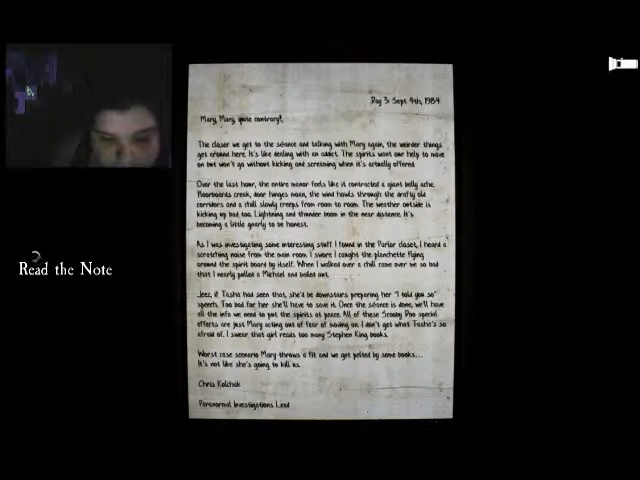 Day 3: Sept. 4th, 1984
Mary, Mary, quite contrary!,
The closer we get to the séance and talking with Mary again, the weirder things
get around here. It's like dealing with an addict. The spirits want our help to move
on but won't go without kicking and screaming when it's actually offered.
Over the last hour, the entire manor feels like it contracted a giant belly ache.
Floorboards creak, door hinges moan, the wind howls through the drafty old
corridors and a chill slowly creeps from room to room. The weather outside is
kicking up bad too. Lightning and thunder boom in the near distance. It's
becoming a little gnarly to be honest.
As I was investigating some interesting stuff I found in the Parlor closet, I heard a
scratching noise from the main room. I swore I caught the planchette flying
around the spirit board by itself. When I walked over a chill came over me so bad
that I nearly pulled a Michael and bailed out.
Read the Note
Jeez, if Tasha had seen that, she'd be downstairs preparing her "I told you so"
speech. Too bad for her she'll have to save it. Once the séance is done, we'll have
all the info we need to put the spirits at peace. All of these Scooby Doo special
effects are just Mary acting out of fear of moving on. I don't get what Tasha's so
afraid of. I swear that girl reads too many Stephen King books.
Worst case scenario Mary throws a fit and we get pelted by some books...
It's not like she's going to kill us.
Chris Kalchak
Paranormal Investigations Lead